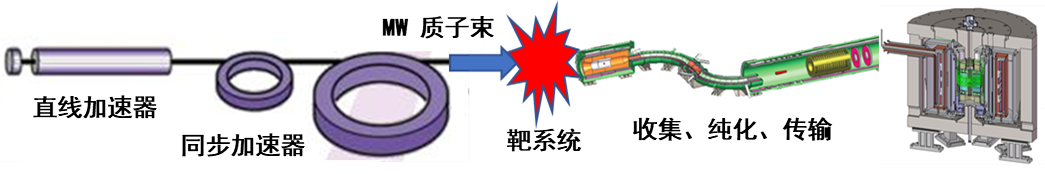 MW 质子束
直线加速器
同步加速器
靶系统
收集、纯化、传输